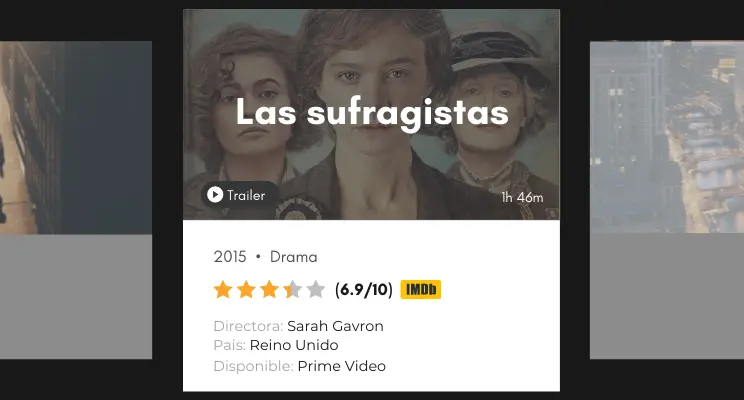 Las sufragistas
Trailer
1h 46m
2015 • Drama
(6.9/10) IMDb
Directora: Sarah Gavron
País: Reino Unido
Disponible: Prime Video